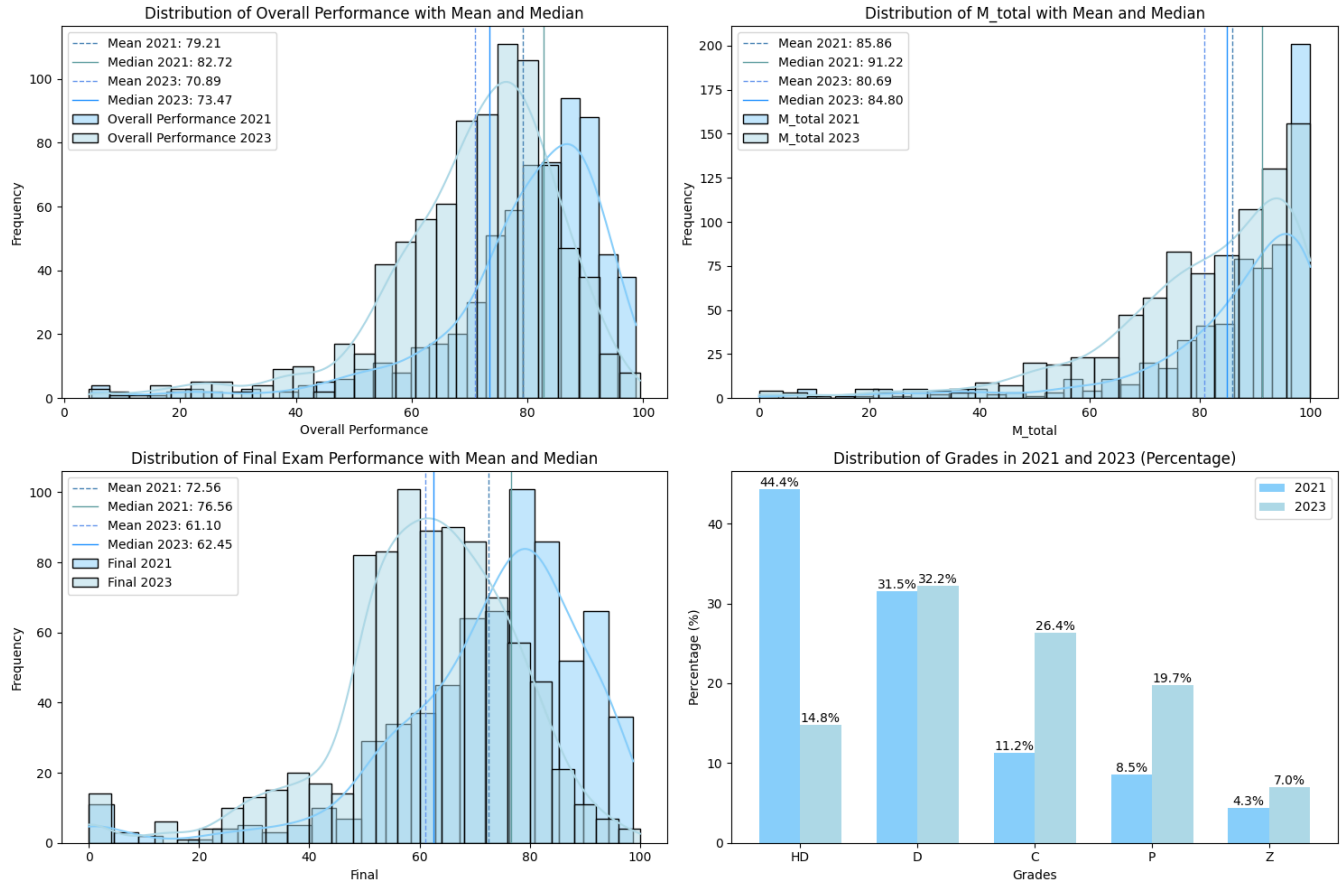 Distribution of Overall Performance with Mean and Median
Mean 2021: 79.21
Median 2021: 82.72
Mean 2023: 70.89
Median 2023: 73.47
Overall Performance 2021
Overall Performance 2023
Frequency
100
80
60
40
20
0
0 20 40 60 80 100
Overall Performance
Distribution of M_total with Mean and Median
Mean 2021: 85.86
Median 2021: 91.22
Mean 2023: 80.69
Median 2023: 84.80
M_total 2021
M_total 2023
Frequency
200
175
150
125
100
75
50
25
0
0 20 40 60 80 100
M_total
Distribution of Final Exam Performance with Mean and Median
Mean 2021: 72.56
Median 2021: 76.56
Mean 2023: 61.10
Median 2023: 62.45
Final 2021
Final 2023
Frequency
100
80
60
40
20
0
0 20 40 60 80 100
Final
Distribution of Grades in 2021 and 2023 (Percentage)
2021
2023
Percentage (%)
40
30
20
10
0
44.4%
14.8%
31.5%
32.2%
11.2%
26.4%
8.5%
19.7%
4.3%
7.0%
HD D C P Z
Grades